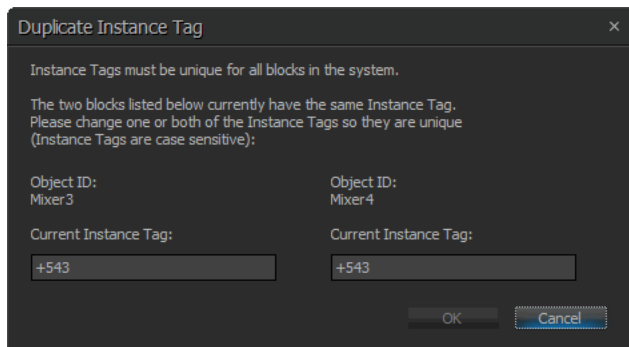 Duplicate Instance Tag
Instance Tags must be unique for all blocks in the system.
The two blocks listed below currently have the same Instance Tag.
Please change one or both of the Instance Tags so they are unique
(Instance Tags are case sensitive):
Object ID:
Mixer3
Object ID:
Mixer4
Current Instance Tag:
+543
Current Instance Tag:
+543
OK
Cancel